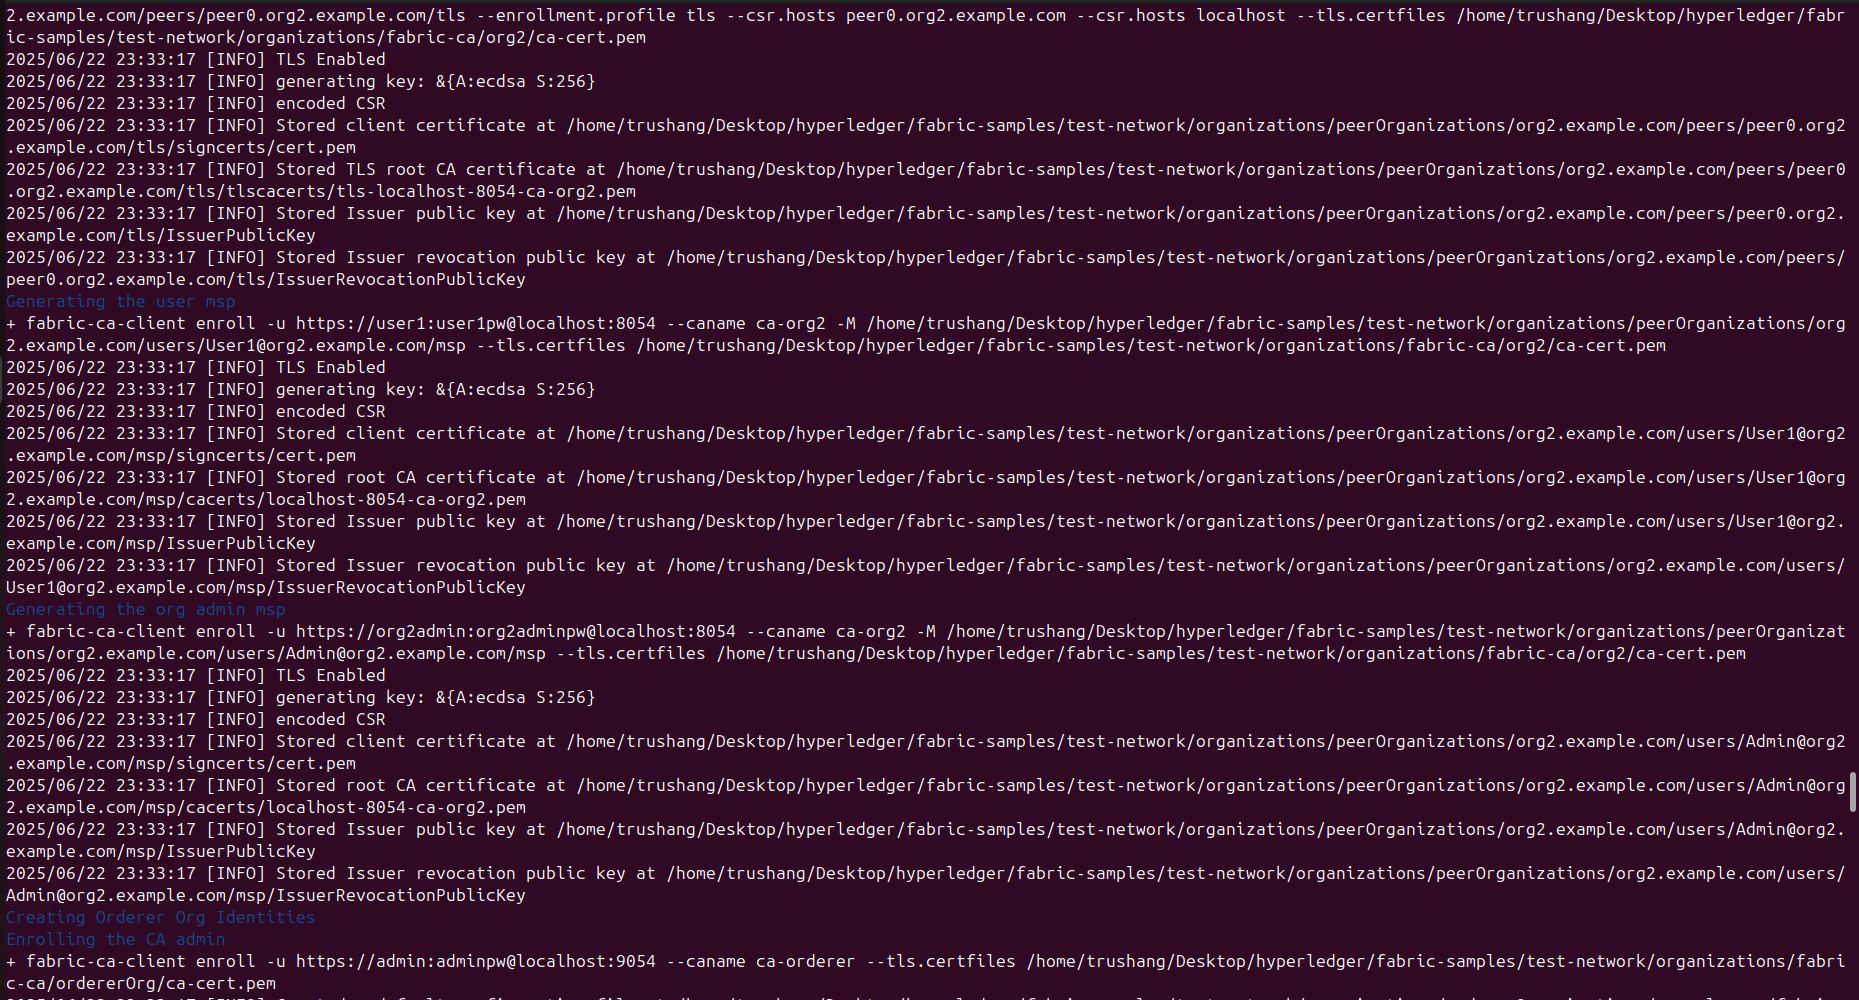 2.example.com/peers/peer0.org2.example.com/tls --enrollment.profile tls --csr.hosts peer0.org2.example.com --csr.hosts localhost --tls.certfiles /home/trushang/Desktop/hyperledger/fabr
ic-samples/test-network/organizations/fabric-ca/org2/ca-cert.pem
2025/06/22 23:33:17 [INFO] TLS Enabled
2025/06/22 23:33:17 [INFO] generating key: &{A:ecdsa S:256}
2025/06/22 23:33:17 [INFO] encoded CSR
2025/06/22 23:33:17 [INFO] Stored client certificate at /home/trushang/Desktop/hyperledger/fabric-samples/test-network/organizations/peerOrganizations/org2.example.com/peers/peer0.org2
.example.com/tls/signcerts/cert.pem
2025/06/22 23:33:17 [INFO] Stored TLS root CA certificate at /home/trushang/Desktop/hyperledger/fabric-samples/test-network/organizations/peerOrganizations/org2.example.com/peers/peer0
.org2.example.com/tls/tlscacerts/tls-localhost-8054-ca-org2.pem
2025/06/22 23:33:17 [INFO] Stored Issuer public key at /home/trushang/Desktop/hyperledger/fabric-samples/test-network/organizations/peerOrganizations/org2.example.com/peers/peer0.org2.
example.com/tls/IssuerPublicKey
2025/06/22 23:33:17 [INFO] Stored Issuer revocation public key at /home/trushang/Desktop/hyperledger/fabric-samples/test-network/organizations/peerOrganizations/org2.example.com/peers/
peer0.org2.example.com/tls/IssuerRevocationPublicKey
Generating the user msp
+ fabric-ca-client enroll -u https://user1:user1pw@localhost:8054 --caname ca-org2 -M /home/trushang/Desktop/hyperledger/fabric-samples/test-network/organizations/peerOrganizations/org
2.example.com/users/User1@org2.example.com/msp --tls.certfiles /home/trushang/Desktop/hyperledger/fabric-samples/test-network/organizations/fabric-ca/org2/ca-cert.pem
2025/06/22 23:33:17 [INFO] TLS Enabled
2025/06/22 23:33:17 [INFO] generating key: &{A:ecdsa S:256}
2025/06/22 23:33:17 [INFO] encoded CSR
2025/06/22 23:33:17 [INFO] Stored client certificate at /home/trushang/Desktop/hyperledger/fabric-samples/test-network/organizations/peerOrganizations/org2.example.com/users/User1@org2
.example.com/msp/signcerts/cert.pem
2025/06/22 23:33:17 [INFO] Stored root CA certificate at /home/trushang/Desktop/hyperledger/fabric-samples/test-network/organizations/peerOrganizations/org2.example.com/users/User1@org
2.example.com/msp/cacerts/localhost-8054-ca-org2.pem
2025/06/22 23:33:17 [INFO] Stored Issuer public key at /home/trushang/Desktop/hyperledger/fabric-samples/test-network/organizations/peerOrganizations/org2.example.com/users/User1@org2.
example.com/msp/IssuerPublicKey
2025/06/22 23:33:17 [INFO] Stored Issuer revocation public key at /home/trushang/Desktop/hyperledger/fabric-samples/test-network/organizations/peerOrganizations/org2.example.com/users/
User1@org2.example.com/msp/IssuerRevocationPublicKey
Generating the org admin msp
+ fabric-ca-client enroll -u https://org2admin:org2adminpw@localhost:8054 --caname ca-org2 -M /home/trushang/Desktop/hyperledger/fabric-samples/test-network/organizations/peerOrganizat
ions/org2.example.com/users/Admin@org2.example.com/msp --tls.certfiles /home/trushang/Desktop/hyperledger/fabric-samples/test-network/organizations/fabric-ca/org2/ca-cert.pem
2025/06/22 23:33:17 [INFO] TLS Enabled
2025/06/22 23:33:17 [INFO] generating key: &{A:ecdsa S:256}
2025/06/22 23:33:17 [INFO] encoded CSR
2025/06/22 23:33:17 [INFO] Stored client certificate at /home/trushang/Desktop/hyperledger/fabric-samples/test-network/organizations/peerOrganizations/org2.example.com/users/Admin@org2
.example.com/msp/signcerts/cert.pem
2025/06/22 23:33:17 [INFO] Stored root CA certificate at /home/trushang/Desktop/hyperledger/fabric-samples/test-network/organizations/peerOrganizations/org2.example.com/users/Admin@org
2.example.com/msp/cacerts/localhost-8054-ca-org2.pem
2025/06/22 23:33:17 [INFO] Stored Issuer public key at /home/trushang/Desktop/hyperledger/fabric-samples/test-network/organizations/peerOrganizations/org2.example.com/users/Admin@org2.
example.com/msp/IssuerPublicKey
2025/06/22 23:33:17 [INFO] Stored Issuer revocation public key at /home/trushang/Desktop/hyperledger/fabric-samples/test-network/organizations/peerOrganizations/org2.example.com/users/
Admin@org2.example.com/msp/IssuerRevocationPublicKey
Creating Orderer Org Identities
Enrolling the CA admin
+ fabric-ca-client enroll -u https://admin:adminpw@localhost:9054 --caname ca-orderer --tls.certfiles /home/trushang/Desktop/hyperledger/fabric-samples/test-network/organizations/fabri
c-ca/ordererOrg/ca-cert.pem